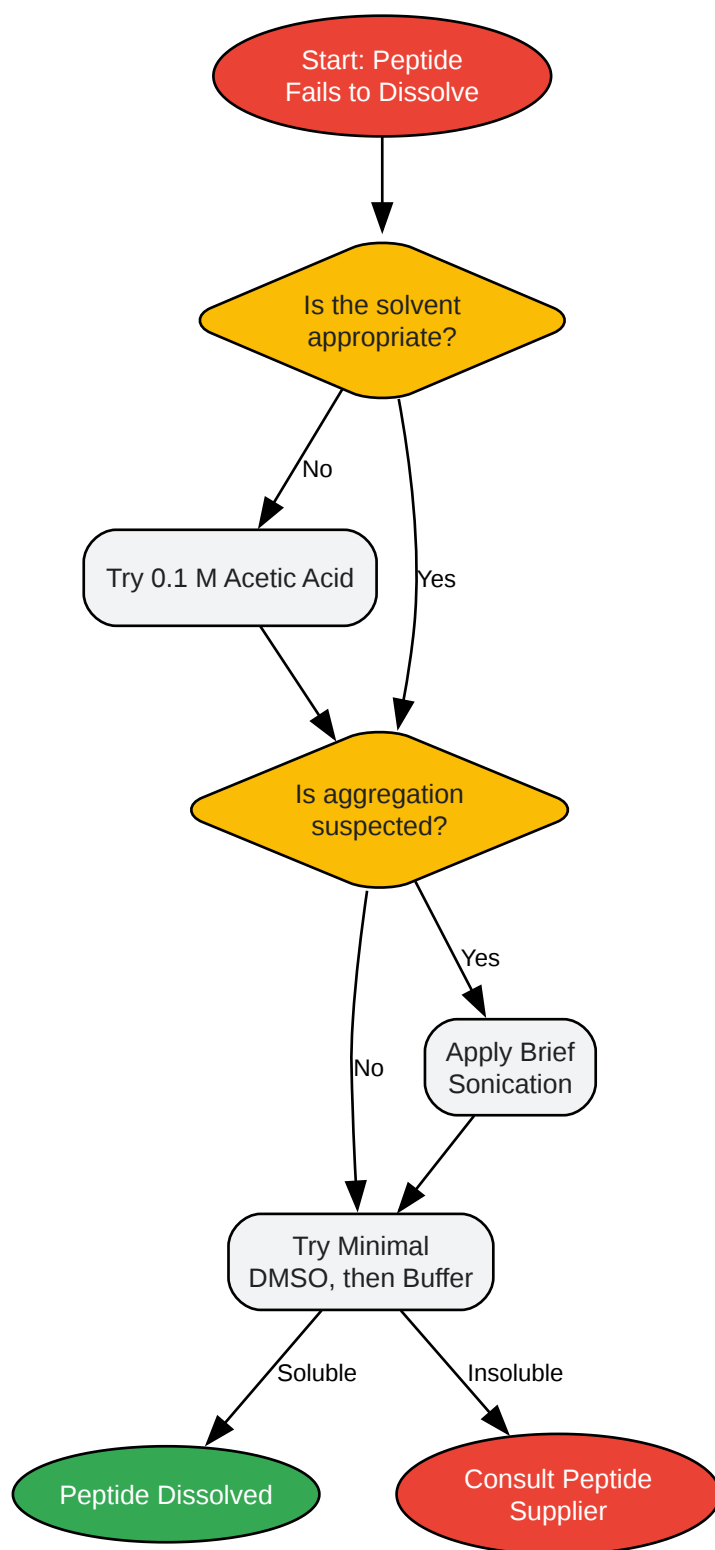 Start: Peptide
Fails to Dissolve
Is the solvent
appropriate?
No
Try 0.1 M Acetic Acid
Yes
Is aggregation
suspected?
Yes
Apply Brief
Sonication
No
Try Minimal
DMSO, then Buffer
Soluble
Insoluble
Peptide Dissolved
Consult Peptide
Supplier